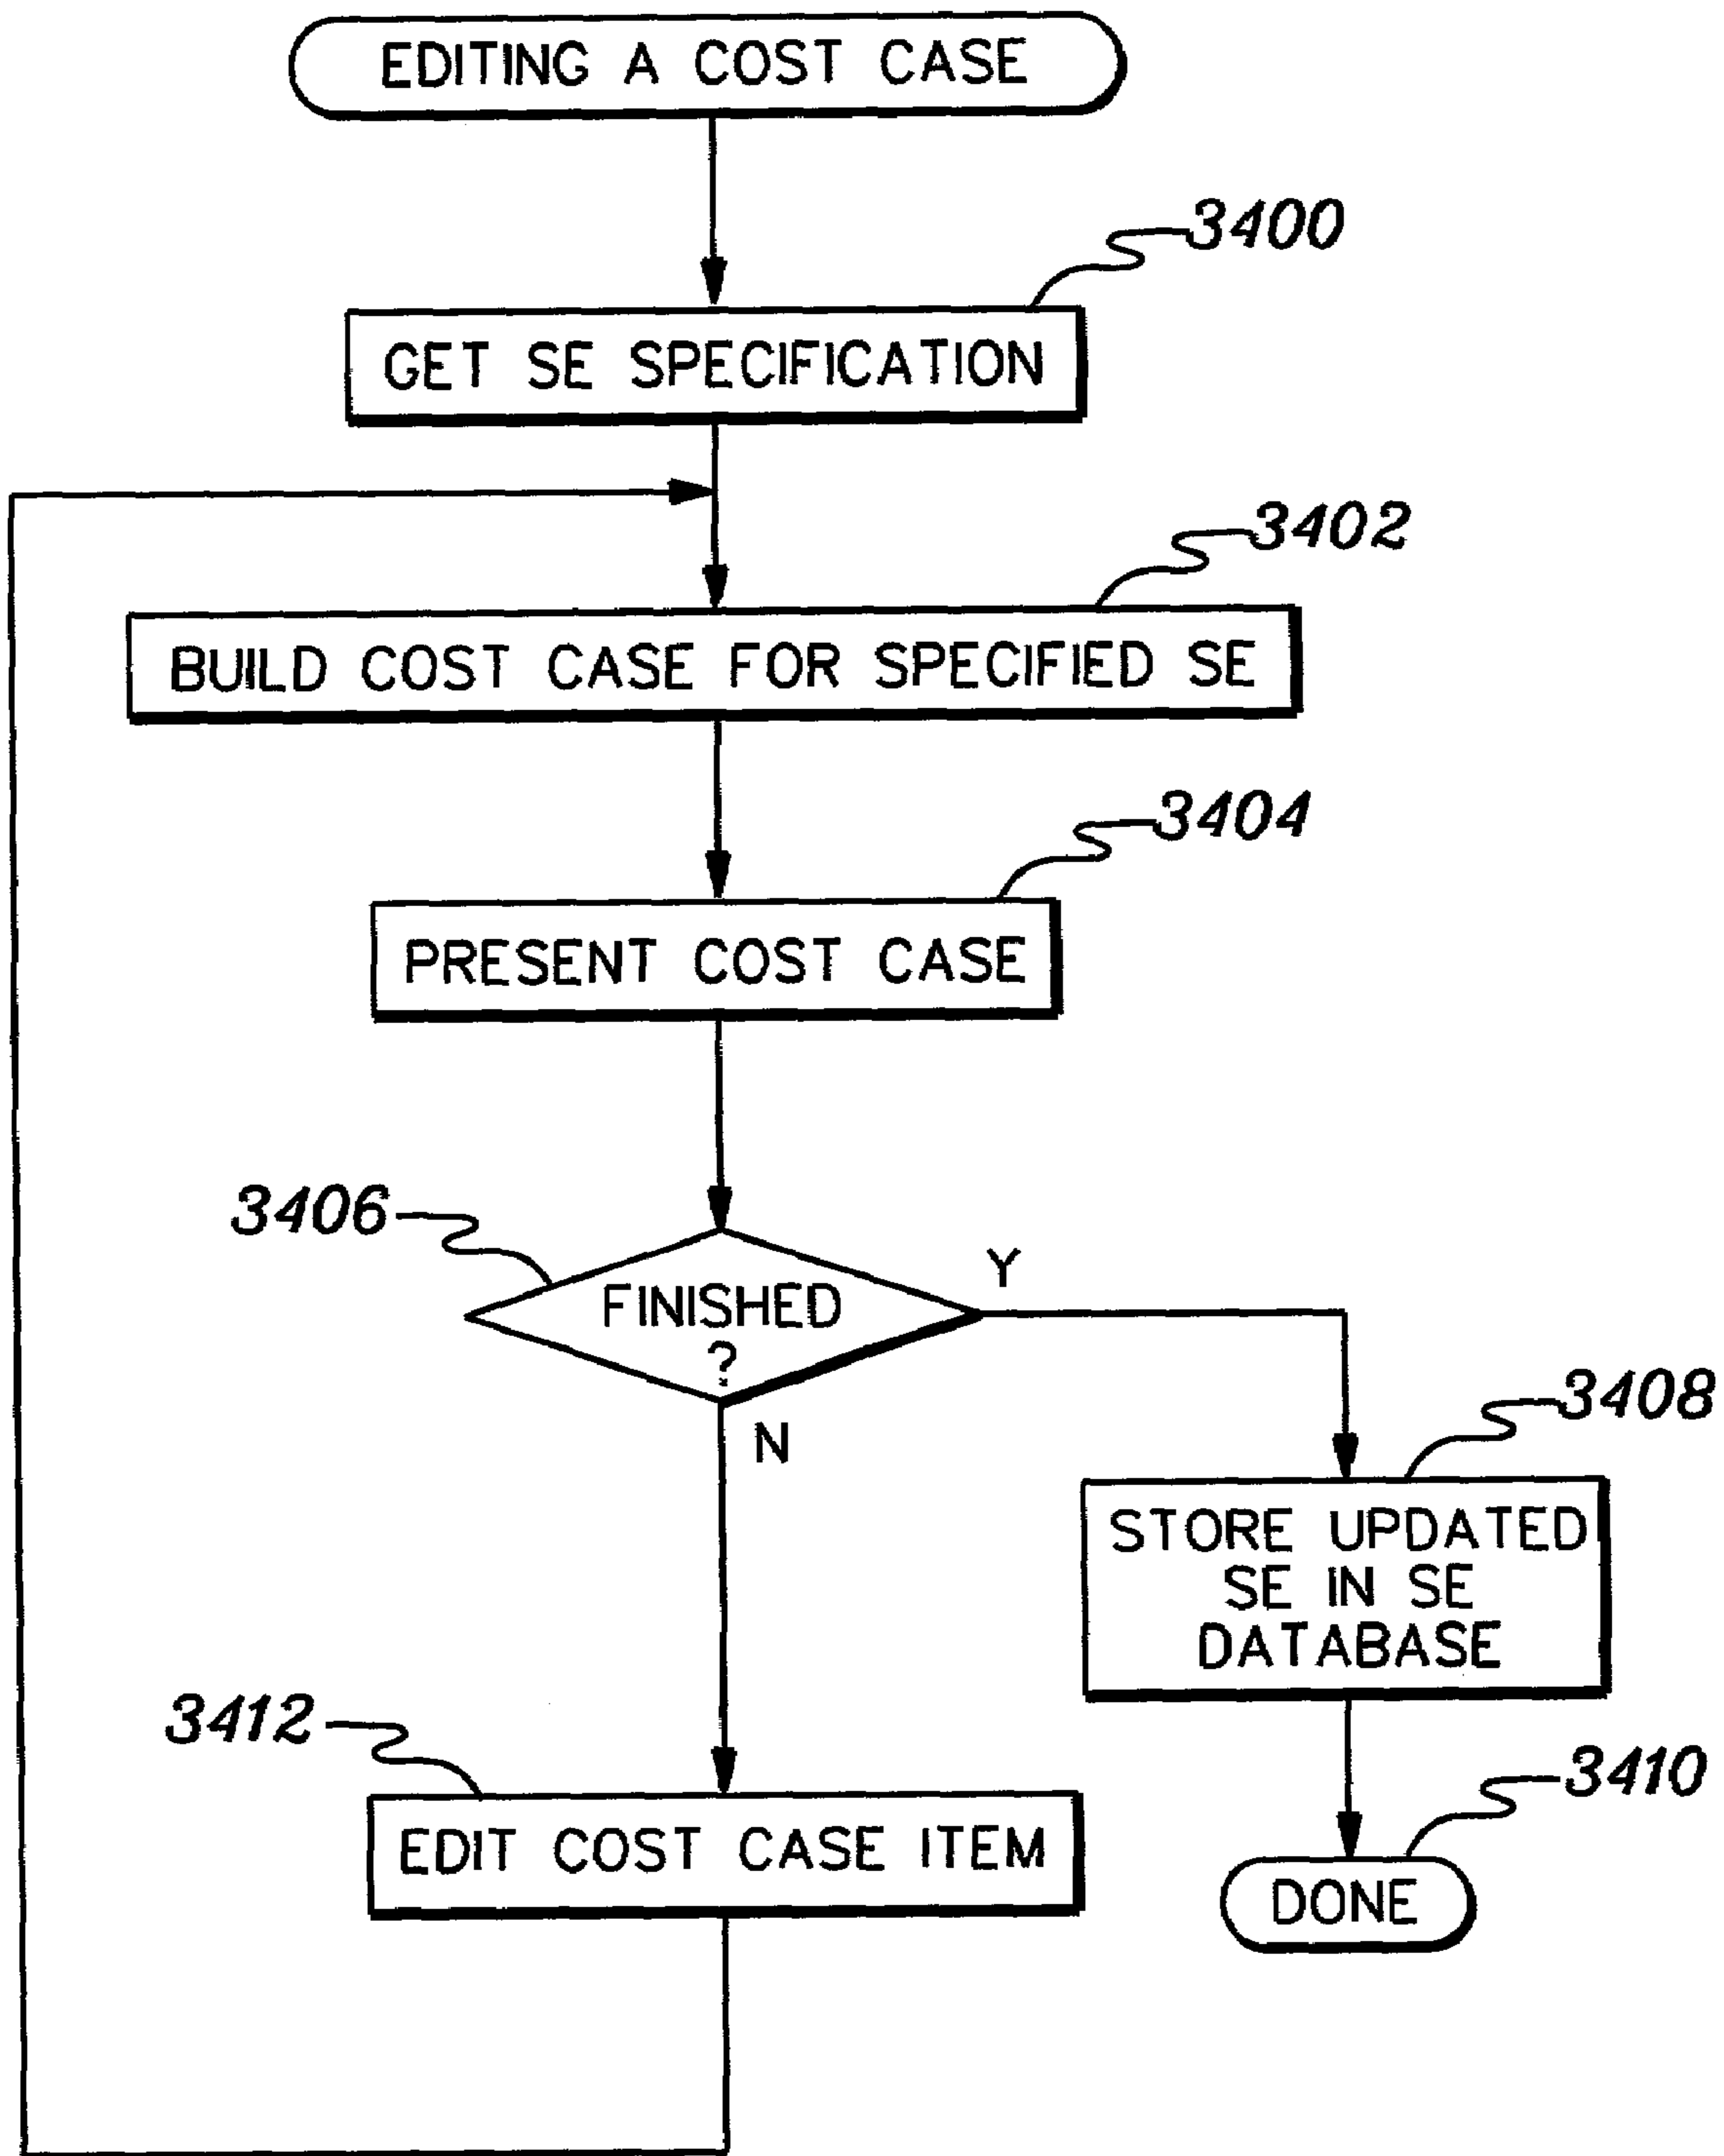 EDITING A COST CASE
3400
GET SE SPECIFICATION
3402
BUILD COST CASE FOR SPECIFIED SE
3404
PRESENT COST CASE
3406
FINISHED
?
Y
N
3408
STORE UPDATED
SE IN SE
DATABASE
3412
EDIT COST CASE ITEM
3410
DONE